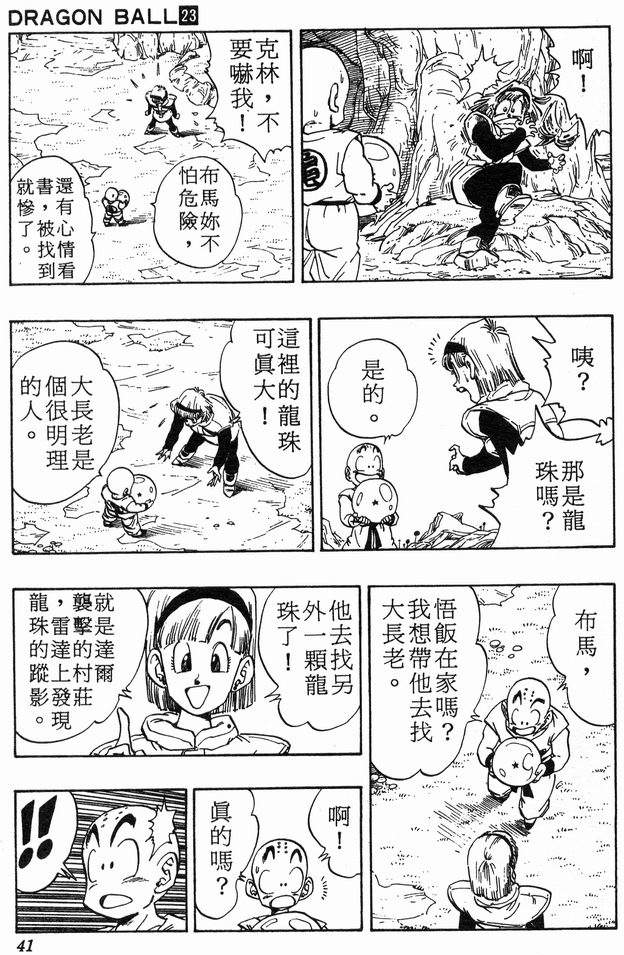 DRAGON BALL 23
啊！
克林，不
要嚇我！
布馬妳不
怕危險，
還有心情看
書，被找到
就慘了。
咦？
那是龍
珠嗎？
是的。
這裡的龍珠
可眞大！
大長老是
個很明理
的人。
布馬，
悟飯在家嗎？
我想帶他去找
大長老。
他去找另
外一顆龍
珠了！
就是達爾
襲擊的村莊
，雷達上發現
龍珠的蹤影。
啊！
眞的嗎？
!!
41